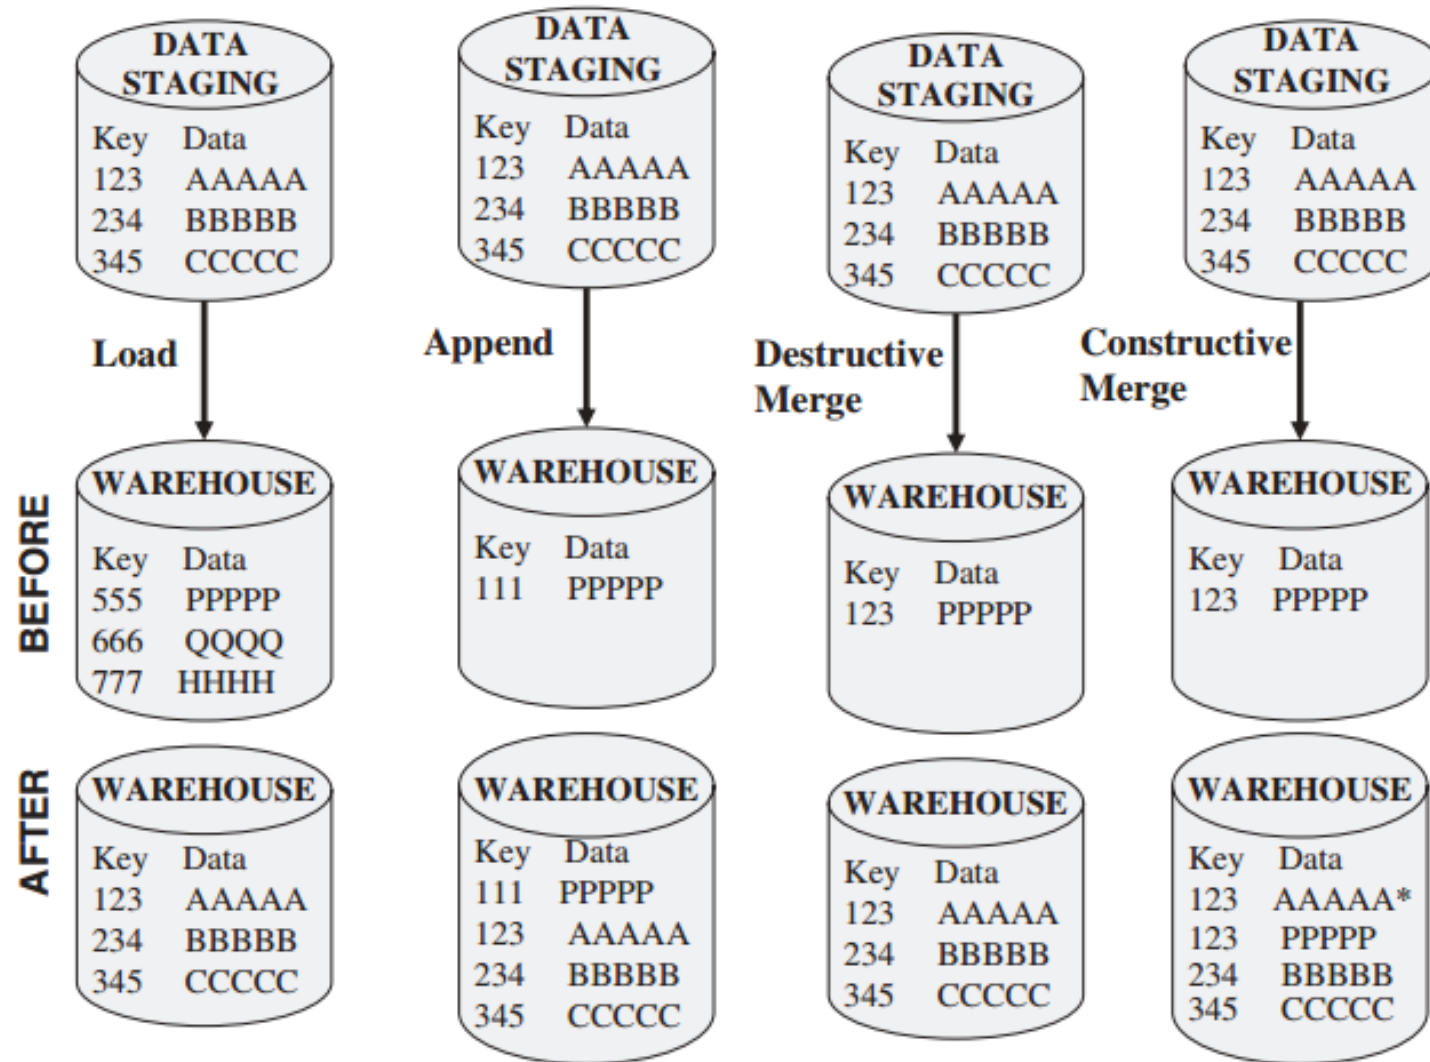 DATA
STAGING
Key Data
123 AAAAA
234 BBBBB
345 CCCCC
DATA
STAGING
Key Data
123 AAAAA
234 BBBBB
345 CCCCC
DATA
STAGING
Key Data
123 AAAAA
234 BBBBB
345 CCCCC
DATA
STAGING
Key Data
123 AAAAA
234 BBBBB
345 CCCCC
Load
Append
Destructive
Merge
Constructive
Merge
BEFORE
WAREHOUSE
Key Data
555 PPPPP
666 QQQQ
777 HHHH
WAREHOUSE
Key Data
111 PPPPP
WAREHOUSE
Key Data
123 PPPPP
WAREHOUSE
Key Data
123 PPPPP
AFTER
WAREHOUSE
Key Data
123 AAAAA
234 BBBBB
345 CCCCC
WAREHOUSE
Key Data
111 PPPPP
123 AAAAA
234 BBBBB
345 CCCCC
WAREHOUSE
Key Data
123 AAAAA
234 BBBBB
345 CCCCC
WAREHOUSE
Key Data
123 AAAAA*
123 PPPPP
234 BBBBB
345 CCCCC